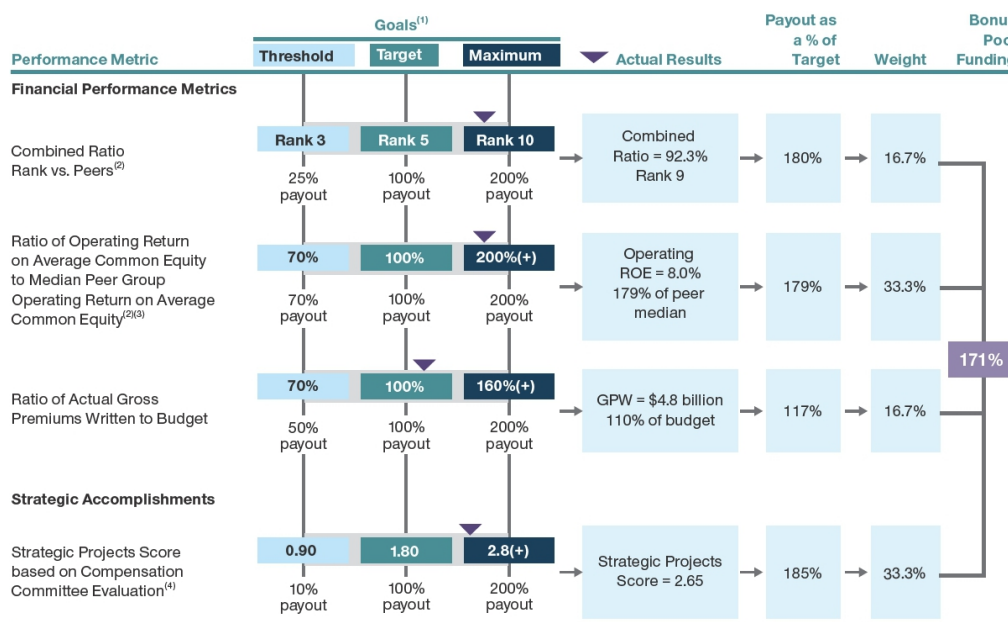 Goals(1)
Performance Metric
Threshold
Target
Maximum
Actual Results
Payout as
a % of
Target
Weight
Financial Performance Metrics
Combined Ratio
Rank vs. Peers(2)
Rank 3
Rank 5
Rank 10
25%
payout
100%
payout
200%
payout
Combined
Ratio = 92.3%
Rank 9
180%
16.7%
Ratio of Operating Return
on Average Common Equity
to Median Peer Group
Operating Return on Average
Common Equity(2)(3)
70%
100%
200%(+)
70%
payout
100%
payout
200%
payout
Operating
ROE = 8.0%
179% of peer
median
179%
33.3%
171%
Ratio of Actual Gross
Premiums Written to Budget
70%
100%
160%(+)
50%
payout
100%
payout
200%
payout
GPW = $4.8 billion
110% of budget
117%
16.7%
Strategic Accomplishments
Strategic Projects Score
based on Compensation
Committee Evaluation(4)
0.90
1.80
2.8(+)
10%
payout
100%
payout
200%
payout
Strategic Projects
Score = 2.65
185%
33.3%